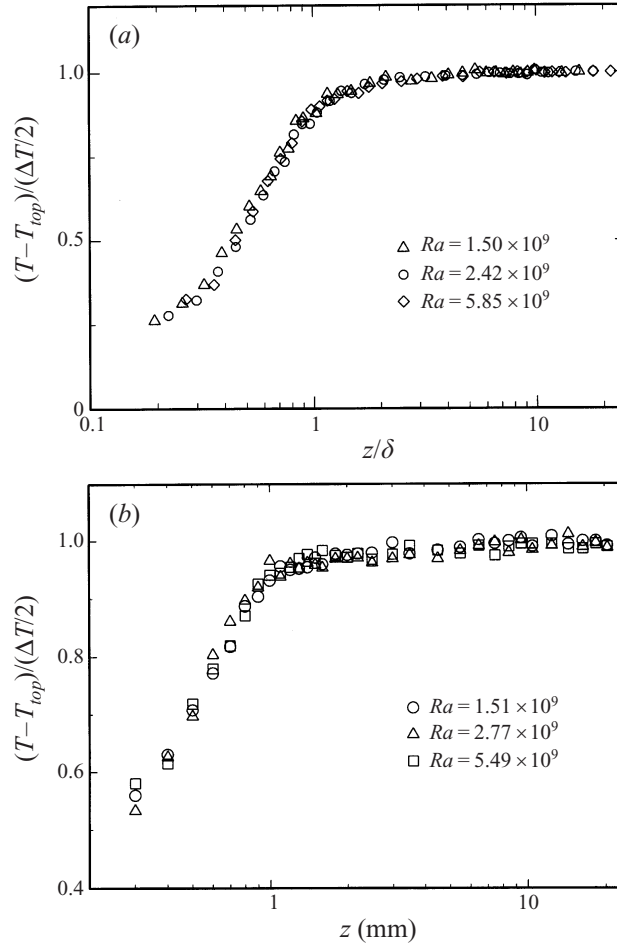 (a)
1.0
0.5
0
(T−T_top)/(ΔT/2)
Ra = 1.50 × 10⁹
Ra = 2.42 × 10⁹
Ra = 5.85 × 10⁹
0.1
1
10
z/δ
(b)
1.0
0.8
0.6
0.4
(T−T_top)/(ΔT/2)
Ra = 1.51 × 10⁹
Ra = 2.77 × 10⁹
Ra = 5.49 × 10⁹
1
10
z (mm)